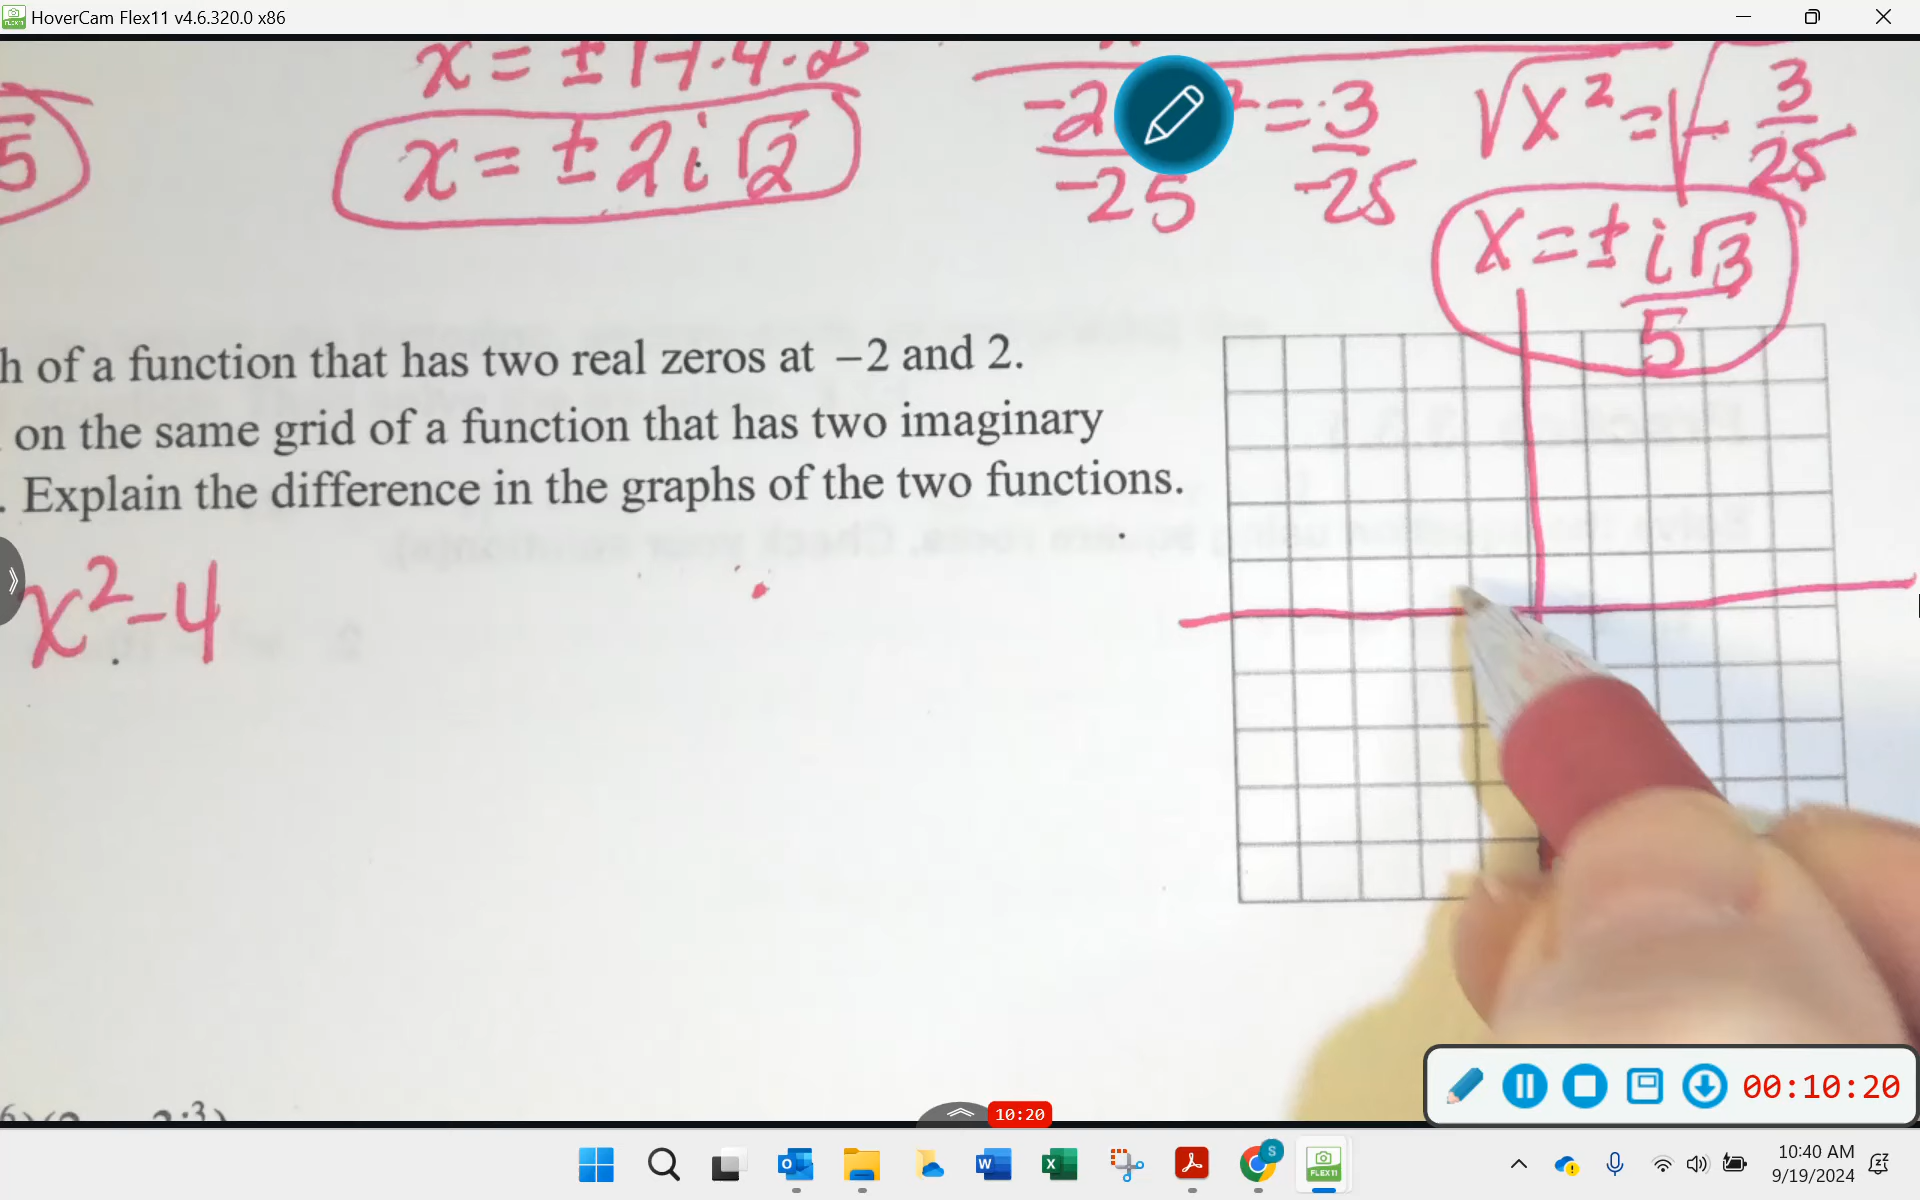 HoverCam Flex11 v4.6.320.0 x86
x = ±
x = ± 2i√2
= 3
-25 -25
√x² = √-3/25
x = ± i√3/5
5
h of a function that has two real zeros at −2 and 2.
on the same grid of a function that has two imaginary
. Explain the difference in the graphs of the two functions.
x²-4
00:10:20
10:20
10:40 AM
9/19/2024